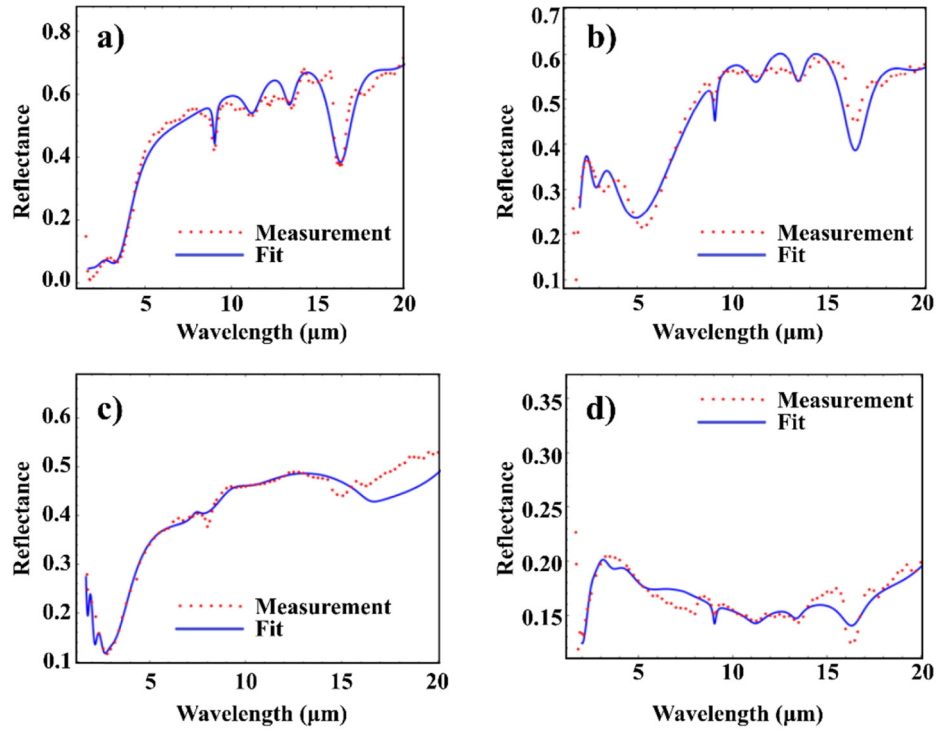 a)
0.8
0.6
0.4
0.2
0.0
Reflectance
Measurement
Fit
5
10
15
20
Wavelength (μm)
b)
0.7
0.6
0.5
0.4
0.3
0.2
0.1
Reflectance
Measurement
Fit
5
10
15
20
Wavelength (μm)
c)
0.6
0.5
0.4
0.3
0.2
0.1
Reflectance
Measurement
Fit
5
10
15
20
Wavelength (μm)
d)
Measurement
Fit
0.35
0.30
0.25
0.20
0.15
Reflectance
5
10
15
20
Wavelength (μm)